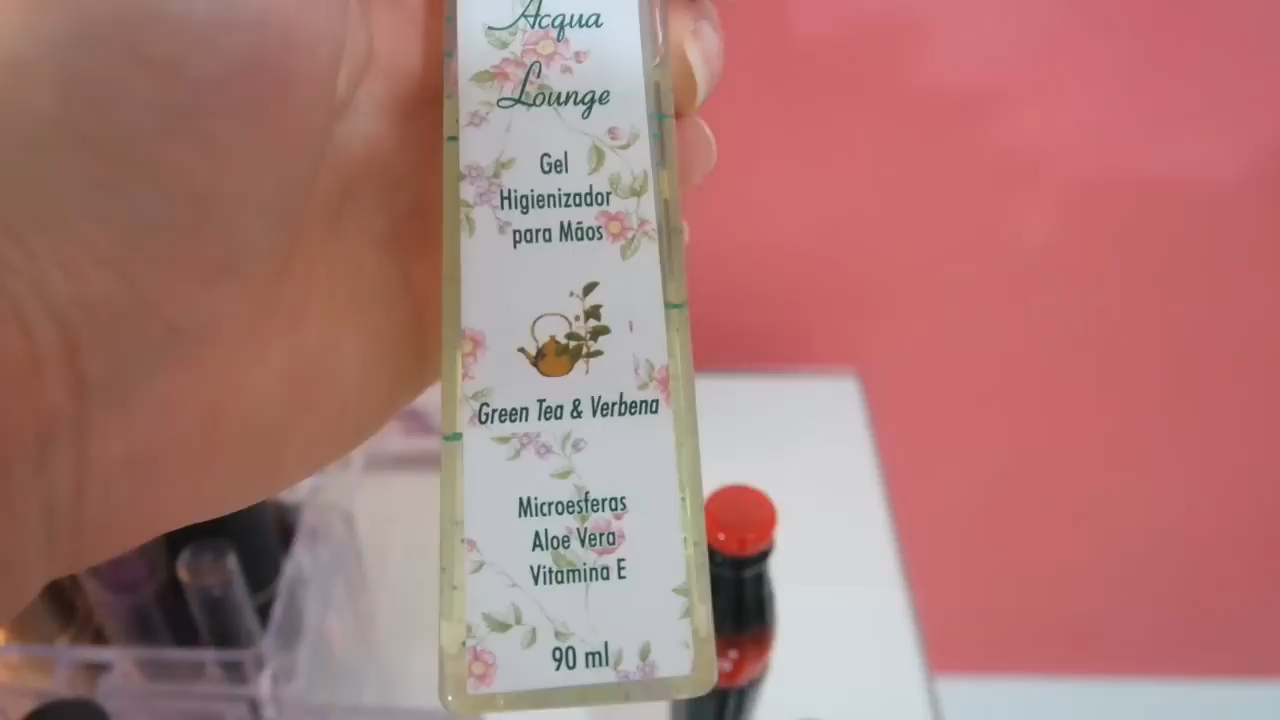 Acqua
Lounge
Gel
Higienizador
para Mãos
Green Tea & Verbena
Microesferas
Aloe Vera
Vitamina E
90 ml